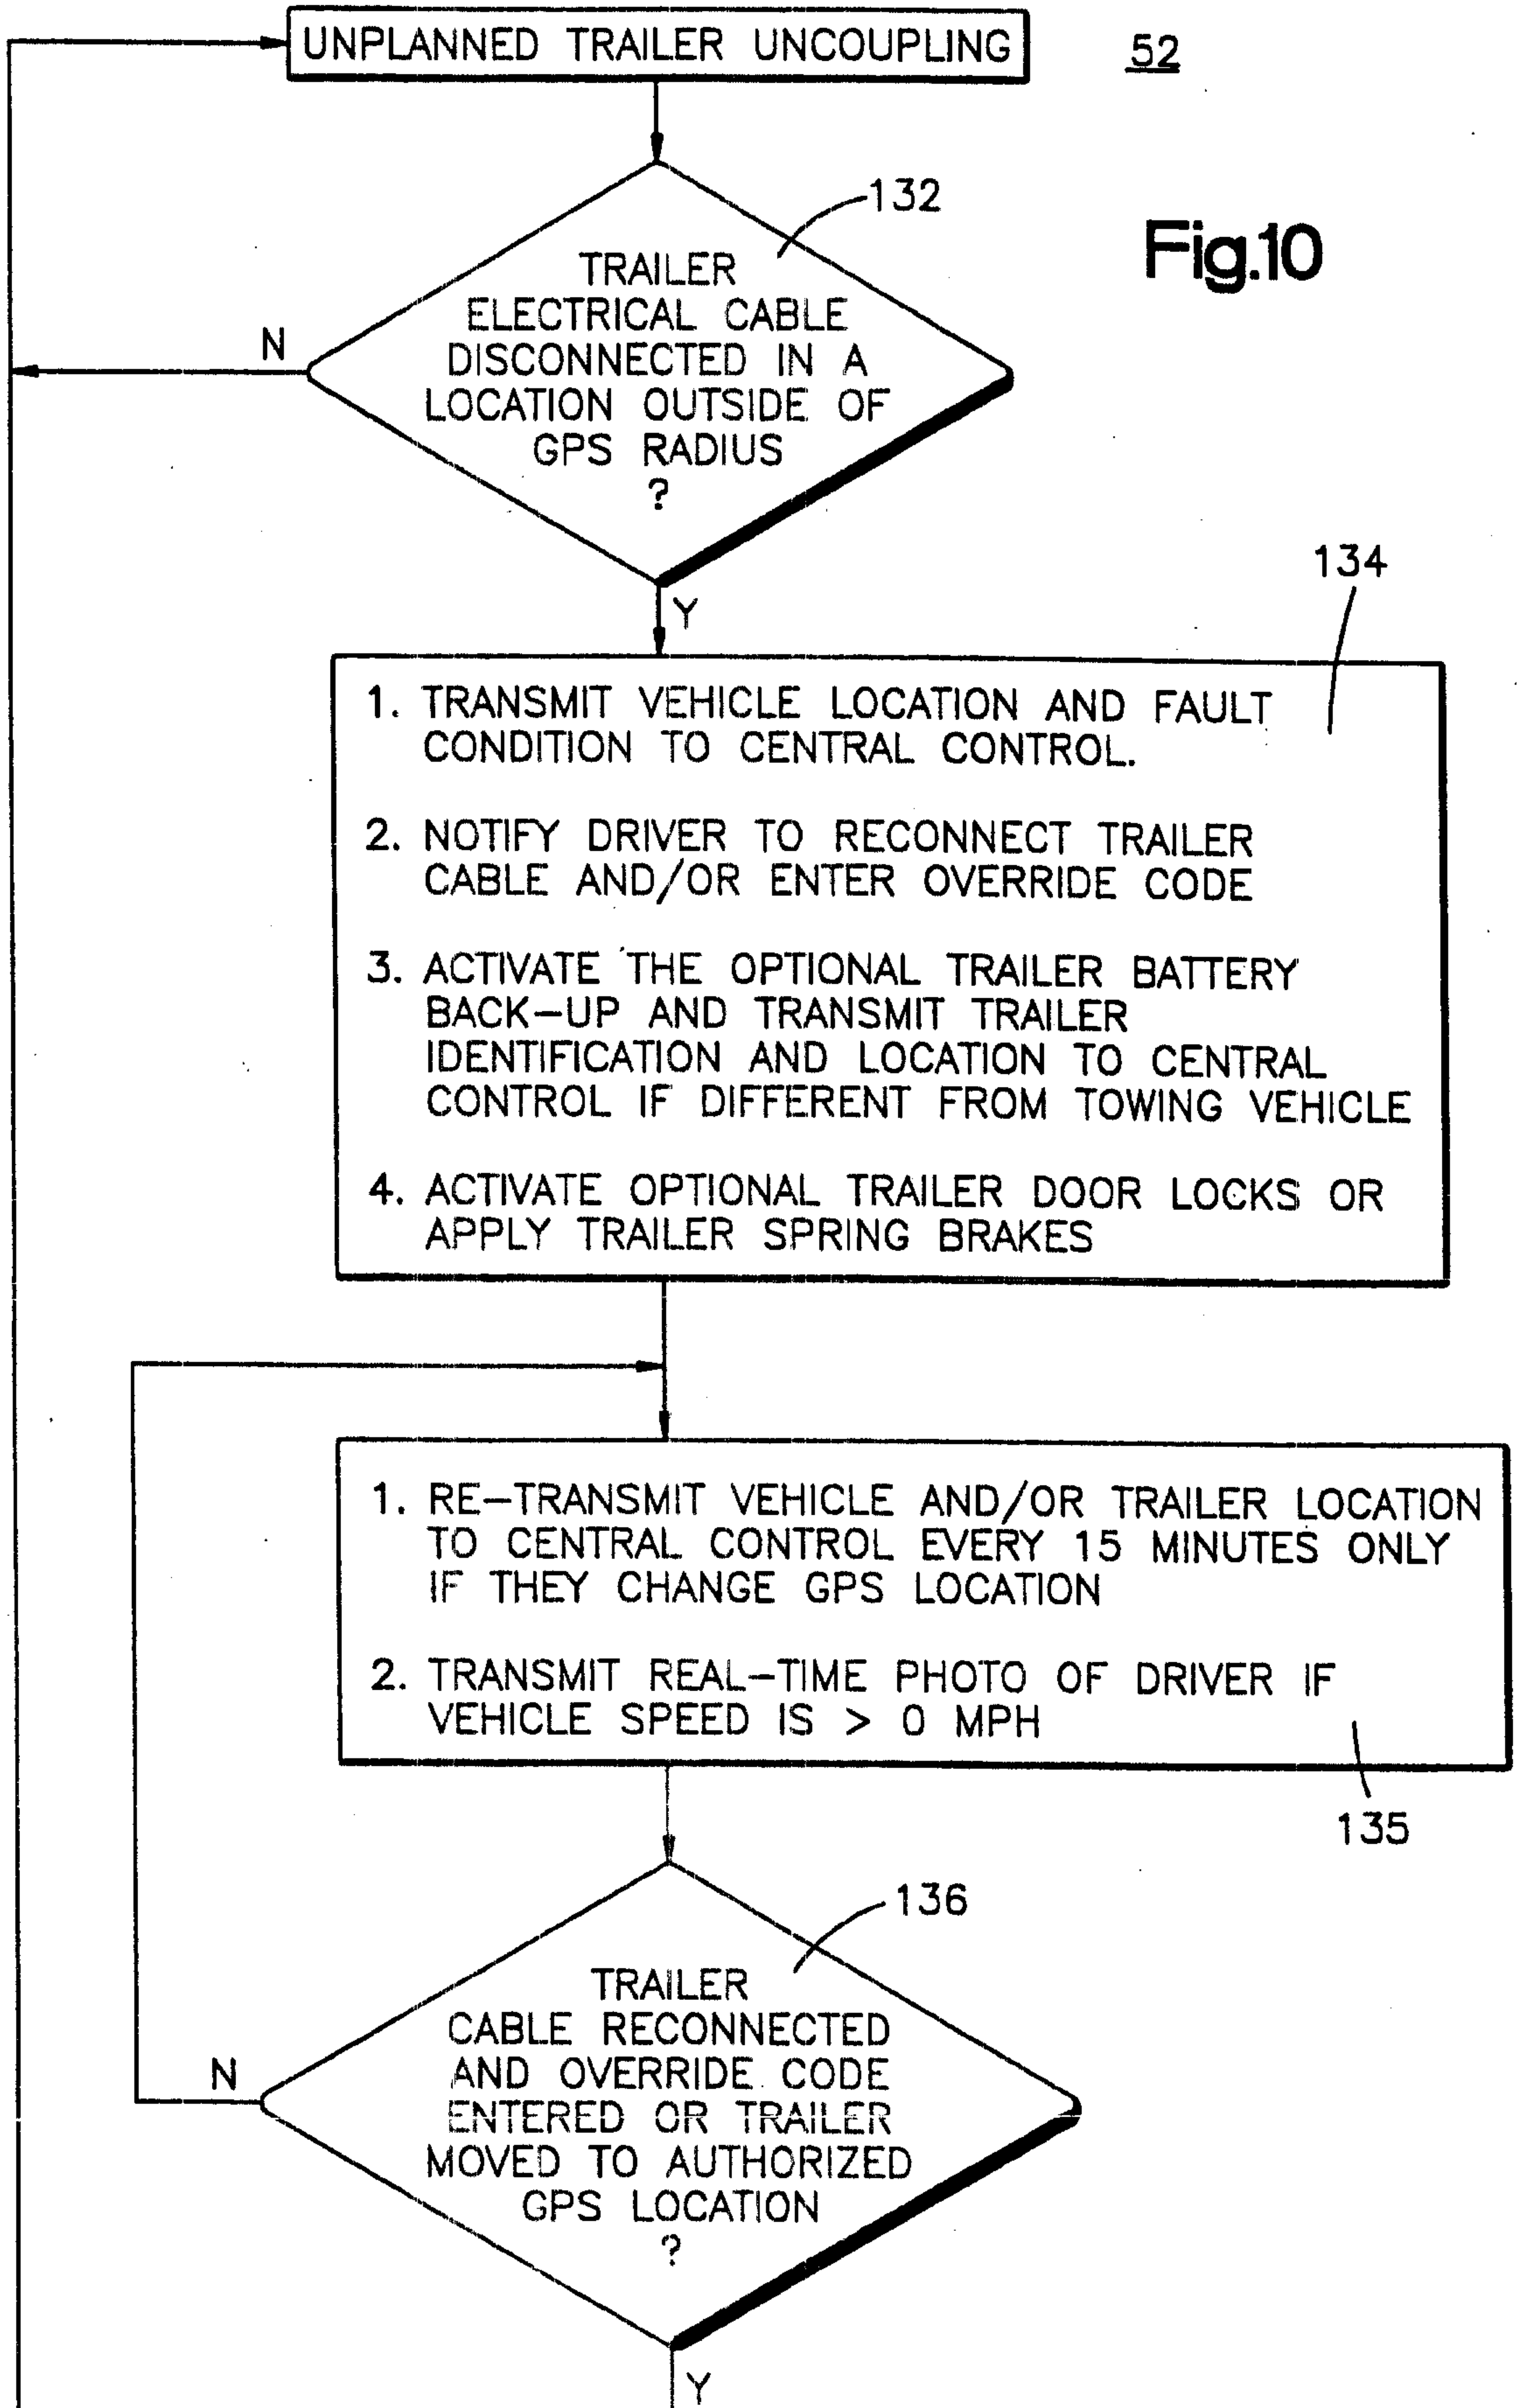 UNPLANNED TRAILER UNCOUPLING
52
132
Fig.10
TRAILER
ELECTRICAL CABLE
DISCONNECTED IN A
LOCATION OUTSIDE OF
GPS RADIUS
?
N
Y
134
1. TRANSMIT VEHICLE LOCATION AND FAULT
CONDITION TO CENTRAL CONTROL.
2. NOTIFY DRIVER TO RECONNECT TRAILER
CABLE AND/OR ENTER OVERRIDE CODE
3. ACTIVATE THE OPTIONAL TRAILER BATTERY
BACK-UP AND TRANSMIT TRAILER
IDENTIFICATION AND LOCATION TO CENTRAL
CONTROL IF DIFFERENT FROM TOWING VEHICLE
4. ACTIVATE OPTIONAL TRAILER DOOR LOCKS OR
APPLY TRAILER SPRING BRAKES
1. RE-TRANSMIT VEHICLE AND/OR TRAILER LOCATION
TO CENTRAL CONTROL EVERY 15 MINUTES ONLY
IF THEY CHANGE GPS LOCATION
2. TRANSMIT REAL-TIME PHOTO OF DRIVER IF
VEHICLE SPEED IS > 0 MPH
135
136
TRAILER
CABLE RECONNECTED
AND OVERRIDE CODE
ENTERED OR TRAILER
MOVED TO AUTHORIZED
GPS LOCATION
?
N
Y